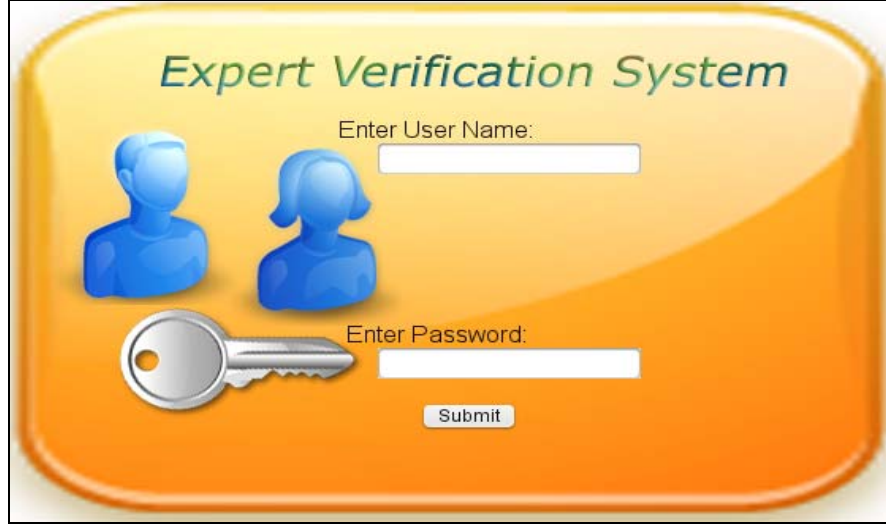 Expert Verification System
Enter User Name:
Enter Password:
Submit